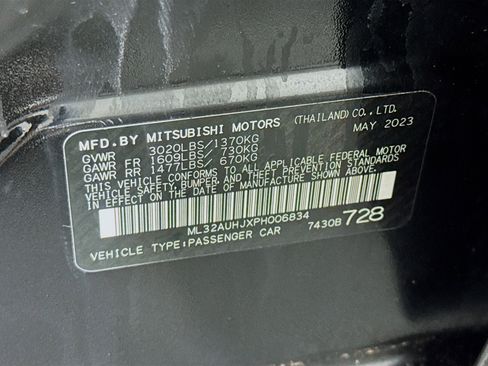 MFD.BY MITSUBISHI MOTORS (THAILAND) CO., LTD.
GVWR 3020LBS/1370KG MAY 2023
GAWR FR 1609LBS/ 730KG
GAWR RR 1477LBS/ 670KG
THIS VEHICLE CONFORMS TO ALL APPLICABLE FEDERAL MOTOR
VEHICLE SAFETY, BUMPER AND THEFT PREVENTION STANDARDS
IN EFFECT ON THE DATE OF MANUFACTURE SHOWN ABOVE.
ML32AUHJXPH006834
VEHICLE TYPE:PASSENGER CAR 7430B 728